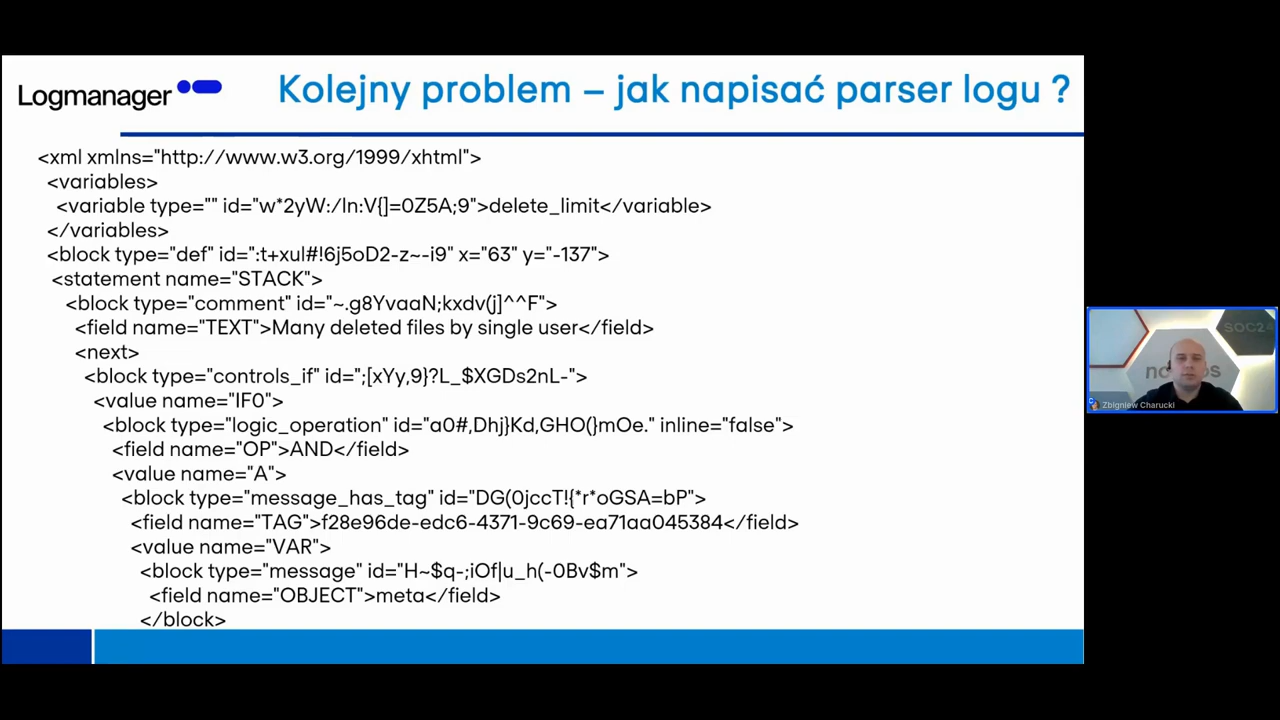 Logmanager
Kolejny problem – jak napisać parser logu ?
<xml xmlns="http://www.w3.org/1999/xhtml">
<variables>
<variable type="" id="w*2yW:/ln:V{]=0Z5A;9">delete_limit</variable>
</variables>
<block type="def" id=":t+xul#!6j5oD2-z~-i9" x="63" y="-137">
<statement name="STACK">
<block type="comment" id="~.g8YvaaN;kxdv(j]^^F">
<field name="TEXT">Many deleted files by single user</field>
<next>
<block type="controls_if" id=";[xYy,9}?L_$XGDs2nL-">
<value name="IF0">
<block type="logic_operation" id="a0#,Dhj}Kd,GHO(}mOe." inline="false">
<field name="OP">AND</field>
<value name="A">
<block type="message_has_tag" id="DG(0jccT!{*r*oGSA=bP">
<field name="TAG">f28e96de-edc6-4371-9c69-ea71aa045384</field>
<value name="VAR">
<block type="message" id="H~$q-;iOf|u_h(-0Bv$m">
<field name="OBJECT">meta</field>
</block>
SOC24
Zbigniew Charucki